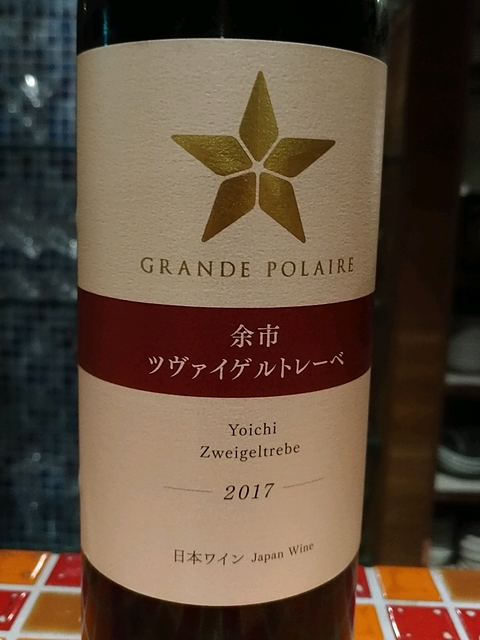 GRANDE POLAIRE
余市
ツヴァイゲルトレーベ
Yoichi
Zweigeltrebe
2017
日本ワイン Japan Wine